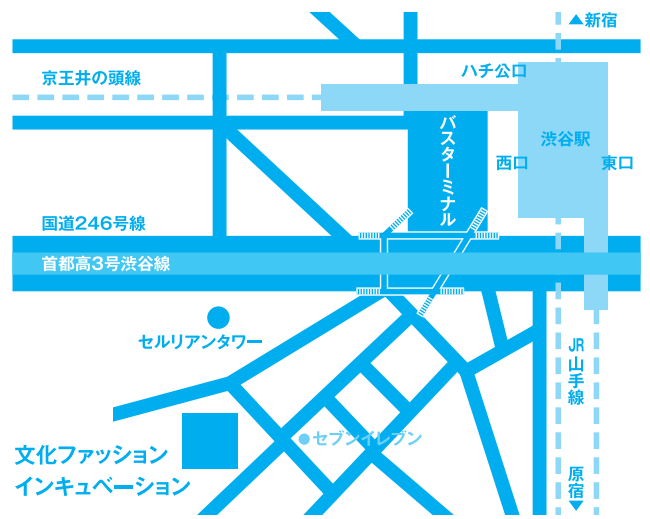 ▲新宿
京王井の頭線
ハチ公口
バスターミナル
渋谷駅
西口
東口
国道246号線
首都高3号渋谷線
セルリアンタワー
JR山手線
セブンイレブン
文化ファッション
インキュベーション
原宿▼